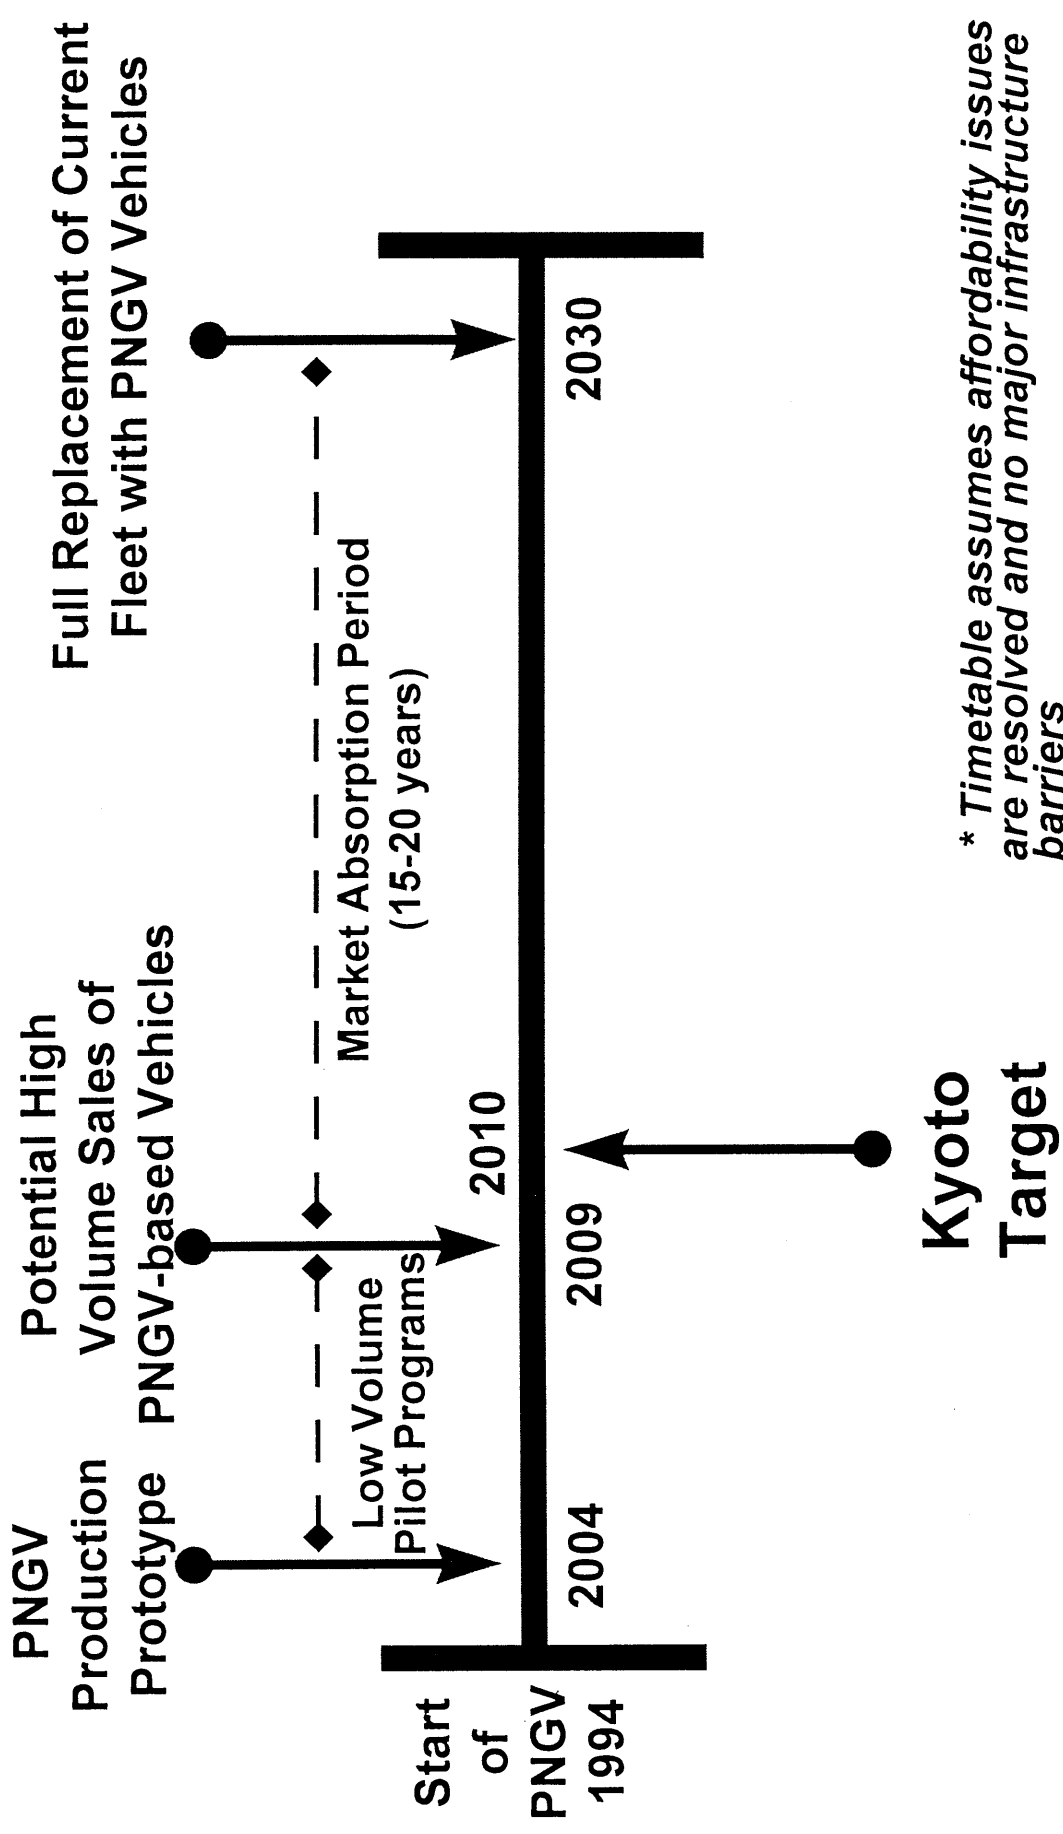 PNGV
Production
Prototype
Potential High
Volume Sales of
PNGV-based Vehicles
Full Replacement of Current
Fleet with PNGV Vehicles
Low Volume
Pilot Programs
Market Absorption Period
(15-20 years)
Start
of
PNGV
1994
2004
2009
2010
2030
Kyoto
Target
* Timetable assumes affordability issues
are resolved and no major infrastructure
barriers